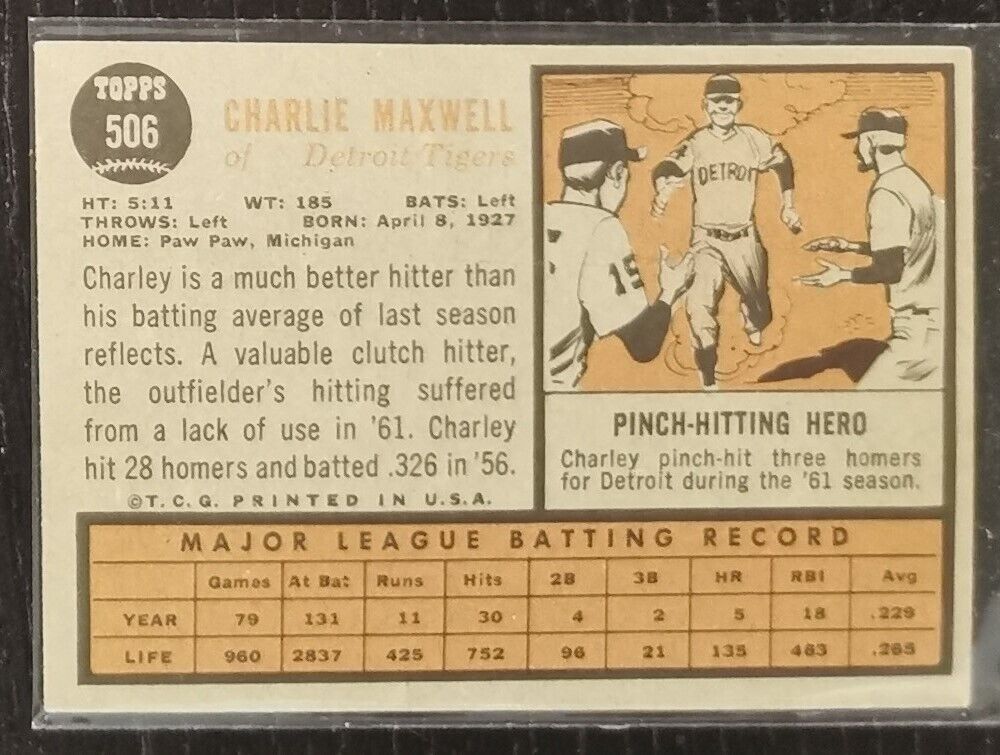 TOPPS
506
CHARLIE MAXWELL
of Detroit Tigers
HT: 5:11 WT: 185 BATS: Left
THROWS: Left BORN: April 8, 1927
HOME: Paw Paw, Michigan
Charley is a much better hitter than
his batting average of last season
reflects. A valuable clutch hitter,
the outfielder's hitting suffered
from a lack of use in '61. Charley
hit 28 homers and batted .326 in '56.
©T.C.G. PRINTED IN U.S.A.
DETROIT
15
PINCH-HITTING HERO
Charley pinch-hit three homers
for Detroit during the '61 season.
MAJOR LEAGUE BATTING RECORD
Games At Bat Runs Hits 2B 3B HR RBI Avg
YEAR 79 131 11 30 4 2 5 18 .229
LIFE 960 2837 425 752 96 21 135 463 .265